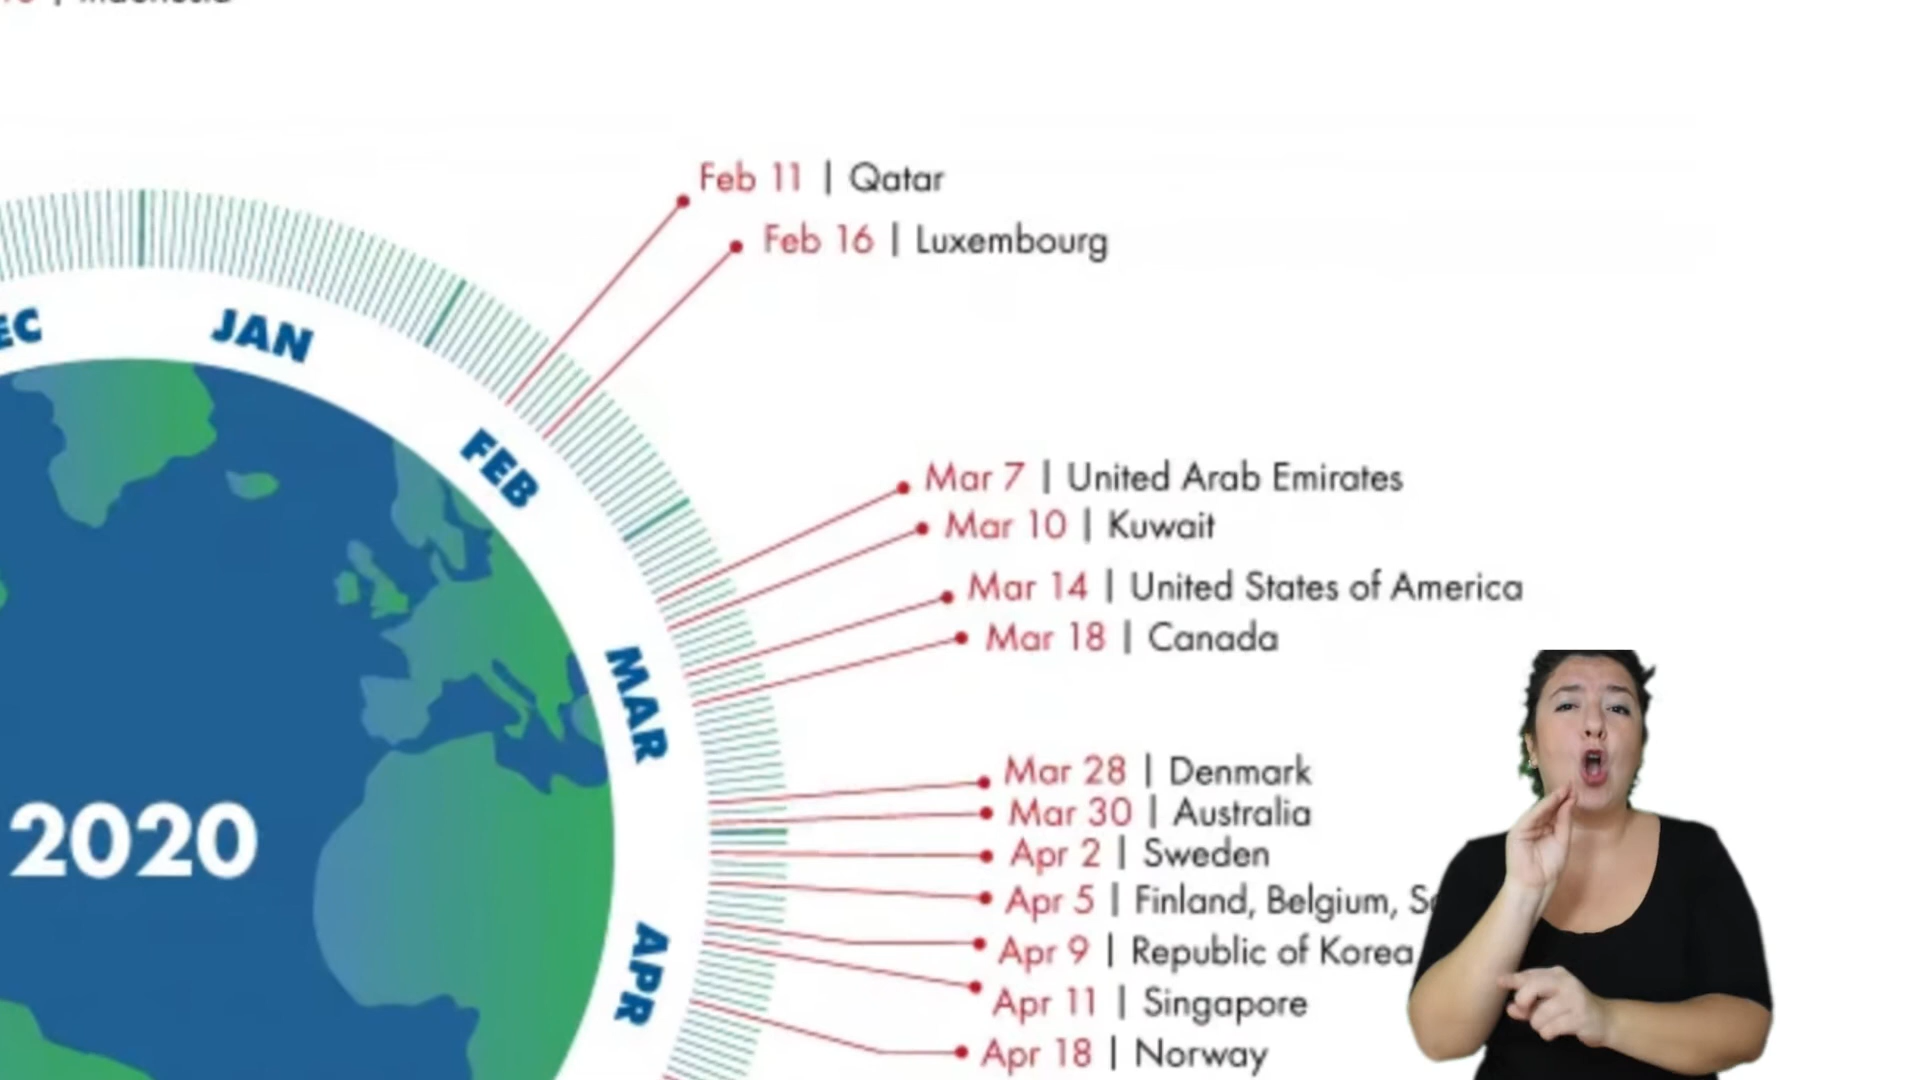 Feb 11 | Qatar
Feb 16 | Luxembourg
JAN
FEB
Mar 7 | United Arab Emirates
Mar 10 | Kuwait
Mar 14 | United States of America
Mar 18 | Canada
MAR
Mar 28 | Denmark
Mar 30 | Australia
2020
Apr 2 | Sweden
Apr 5 | Finland, Belgium,
Apr 9 | Republic of Korea
APR
Apr 11 | Singapore
Apr 18 | Norway